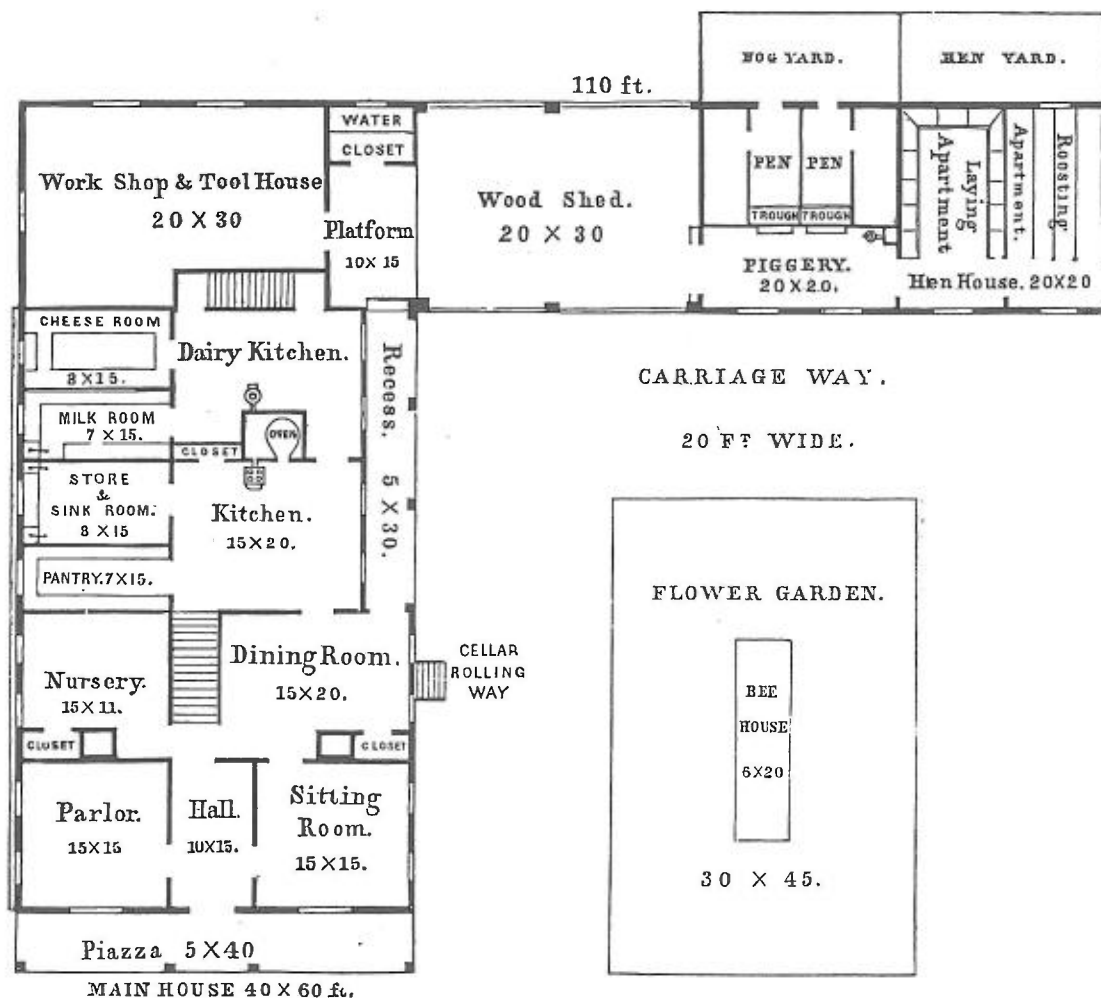 HOG YARD.
HEN YARD.
110 ft.
WATER
CLOSET
Work Shop & Tool House
20 X 30
Platform
10X 15
Wood Shed.
20 X 30
PEN
PEN
TROUGH
TROUGH
PIGGERY.
20X20.
Laying
Apartment
Roosting
Apartment.
Hen House. 20X20
CHEESE ROOM
8X15.
Dairy Kitchen.
MILK ROOM
7 X 15.
CLOSET
OVEN
Recess. 5 X 30.
CARRIAGE WAY.
20 FT WIDE.
STORE
&
SINK ROOM.
8 X15
Kitchen.
15X20.
PANTRY.7X15.
FLOWER GARDEN.
Nursery.
15X11.
Dining Room.
15X20.
CELLAR
ROLLING
WAY
BEE
HOUSE
6X20
CLOSET
CLOSET
Parlor.
15X15
Hall.
10X15.
Sitting
Room.
15 X 15.
30 X 45.
Piazza 5 X 40
MAIN HOUSE 40 X 60 ft.